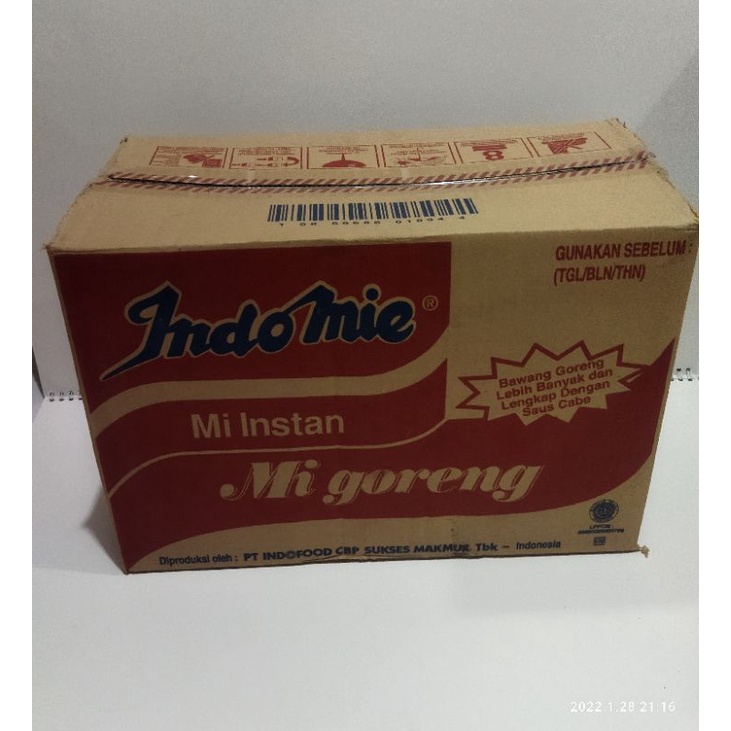 GUNAKAN SEBELUM :
(TGL/BLN/THN)
Indomie®
Bawang Goreng
Lebih Banyak dan
Lengkap Dengan
Saus Cabe
Mi Instan
Mi goreng
LPPOM
Diproduksi oleh : PT INDOFOOD CBP SUKSES MAKMUR Tbk – Indonesia
2022.1.28 21:16